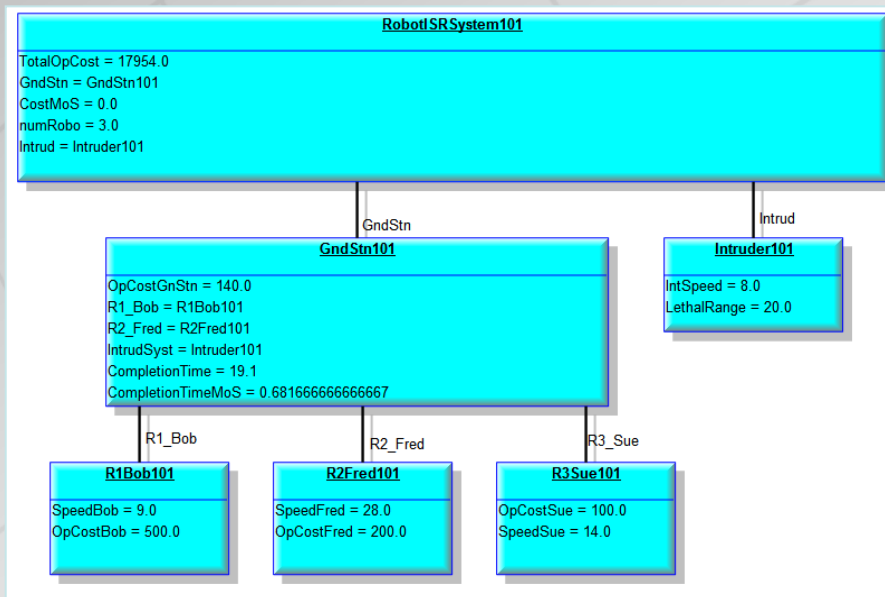 RobotISRSystem101
TotalOpCost = 17954.0
GndStn = GndStn101
CostMoS = 0.0
numRobo = 3.0
Intrud = Intruder101
GndStn
Intrud
GndStn101
OpCostGnStn = 140.0
R1_Bob = R1Bob101
R2_Fred = R2Fred101
IntrudSyst = Intruder101
CompletionTime = 19.1
CompletionTimeMoS = 0.681666666666667
Intruder101
IntSpeed = 8.0
LethalRange = 20.0
R1_Bob
R2_Fred
R3_Sue
R1Bob101
SpeedBob = 9.0
OpCostBob = 500.0
R2Fred101
SpeedFred = 28.0
OpCostFred = 200.0
R3Sue101
OpCostSue = 100.0
SpeedSue = 14.0